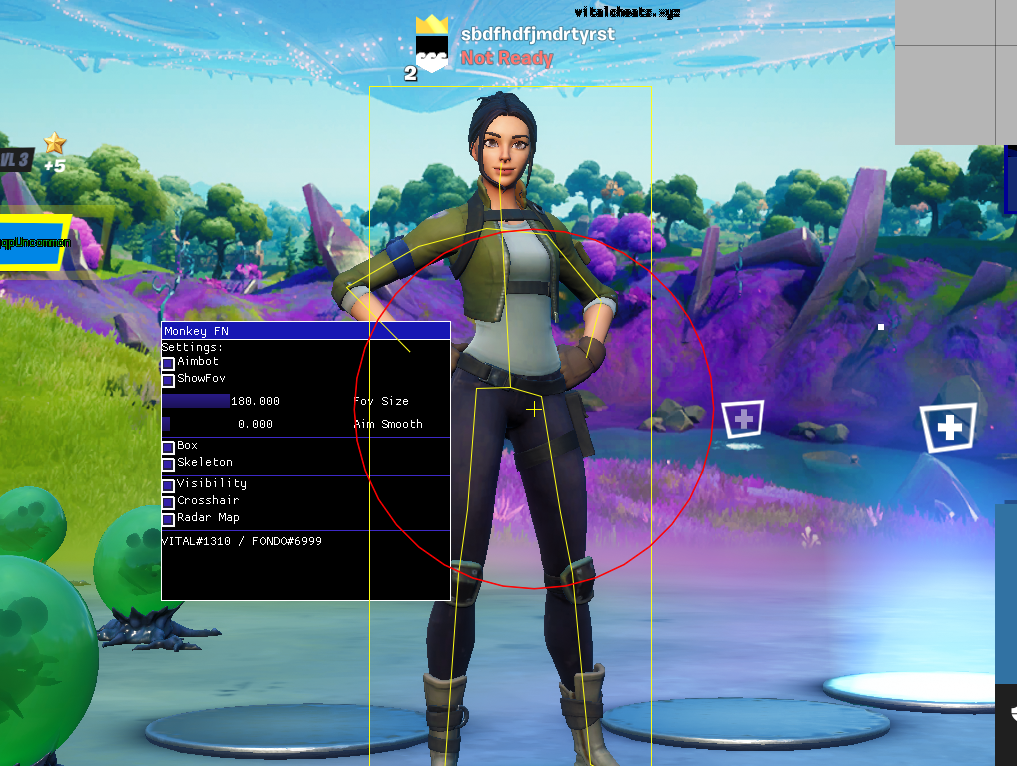 vitalcheats.xyz
sbdfhdfjmdrtyrst
Not Ready
2
VL 3
+5
Monkey FN
Settings:
Aimbot
ShowFov
180.000 Fov Size
0.000 Aim Smooth
Box
Skeleton
Visibility
Crosshair
Radar Map
VITAL#1310 / FONDO#6999